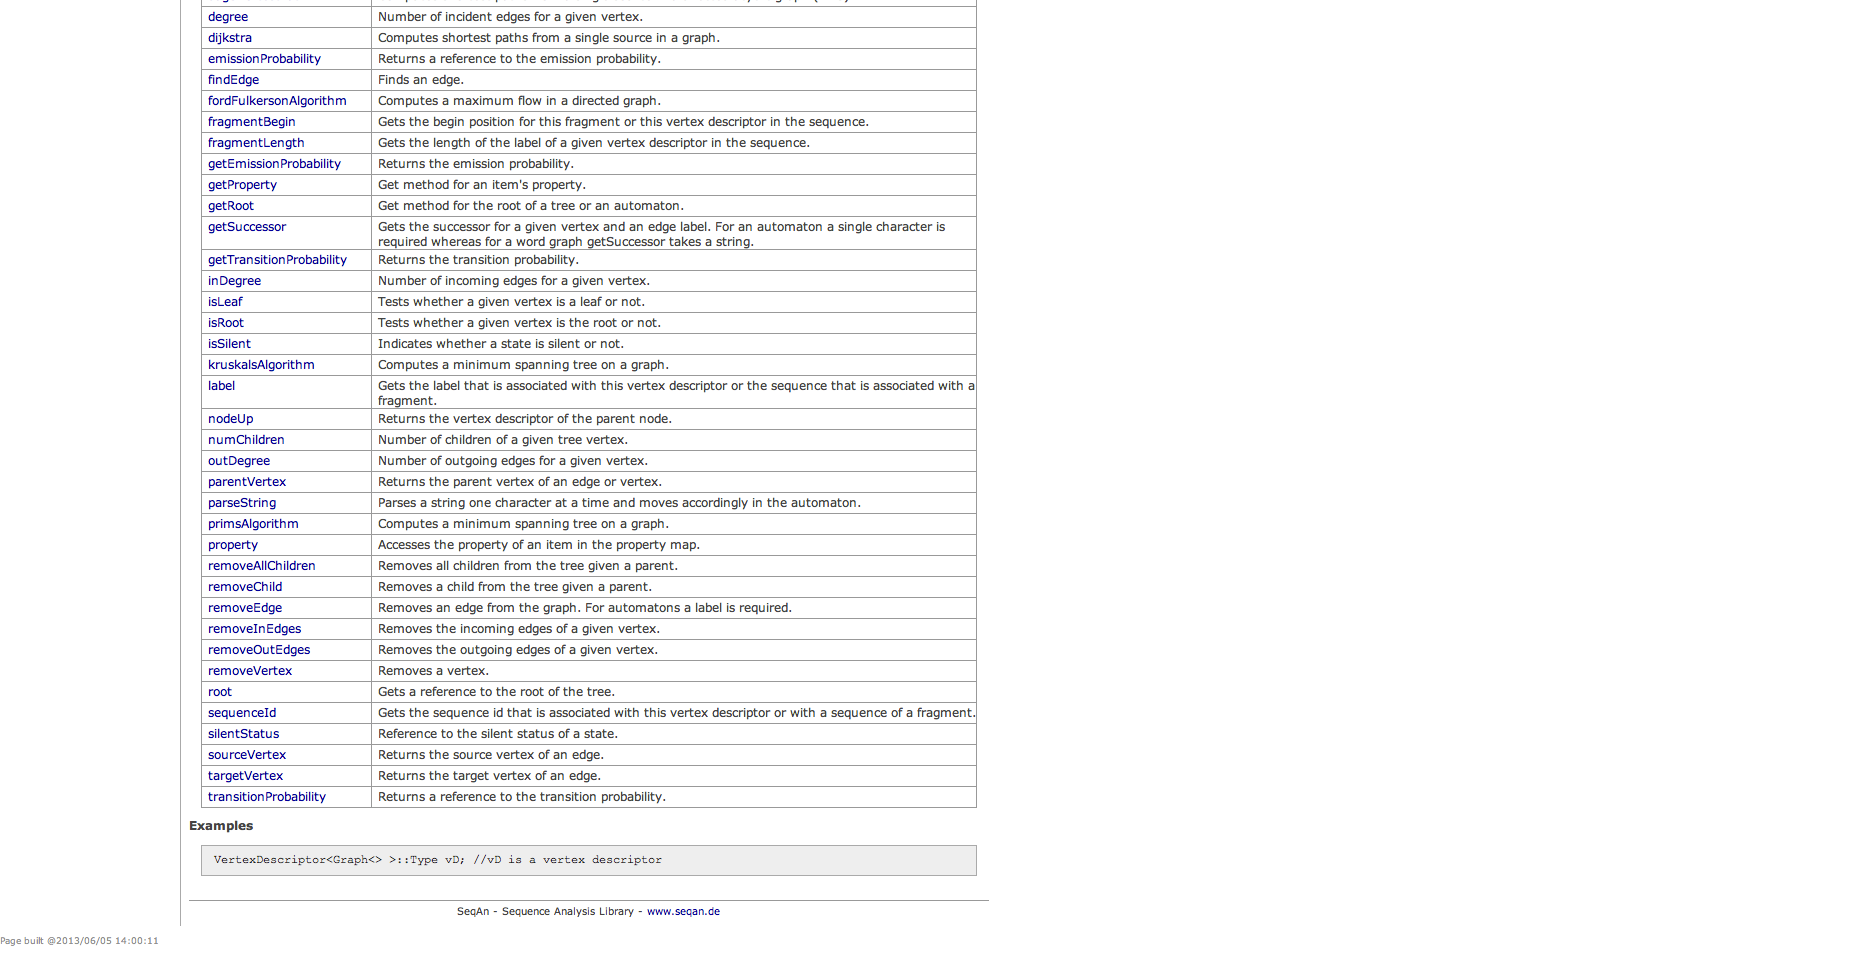 degree Number of incident edges for a given vertex.
dijkstra Computes shortest paths from a single source in a graph.
emissionProbability Returns a reference to the emission probability.
findEdge Finds an edge.
fordFulkersonAlgorithm Computes a maximum flow in a directed graph.
fragmentBegin Gets the begin position for this fragment or this vertex descriptor in the sequence.
fragmentLength Gets the length of the label of a given vertex descriptor in the sequence.
getEmissionProbability Returns the emission probability.
getProperty Get method for an item's property.
getRoot Get method for the root of a tree or an automaton.
getSuccessor Gets the successor for a given vertex and an edge label. For an automaton a single character is
required whereas for a word graph getSuccessor takes a string.
getTransitionProbability Returns the transition probability.
inDegree Number of incoming edges for a given vertex.
isLeaf Tests whether a given vertex is a leaf or not.
isRoot Tests whether a given vertex is the root or not.
isSilent Indicates whether a state is silent or not.
kruskalsAlgorithm Computes a minimum spanning tree on a graph.
label Gets the label that is associated with this vertex descriptor or the sequence that is associated with a
fragment.
nodeUp Returns the vertex descriptor of the parent node.
numChildren Number of children of a given tree vertex.
outDegree Number of outgoing edges for a given vertex.
parentVertex Returns the parent vertex of an edge or vertex.
parseString Parses a string one character at a time and moves accordingly in the automaton.
primsAlgorithm Computes a minimum spanning tree on a graph.
property Accesses the property of an item in the property map.
removeAllChildren Removes all children from the tree given a parent.
removeChild Removes a child from the tree given a parent.
removeEdge Removes an edge from the graph. For automatons a label is required.
removeInEdges Removes the incoming edges of a given vertex.
removeOutEdges Removes the outgoing edges of a given vertex.
removeVertex Removes a vertex.
root Gets a reference to the root of the tree.
sequenceId Gets the sequence id that is associated with this vertex descriptor or with a sequence of a fragment.
silentStatus Reference to the silent status of a state.
sourceVertex Returns the source vertex of an edge.
targetVertex Returns the target vertex of an edge.
transitionProbability Returns a reference to the transition probability.
Examples
VertexDescriptor<Graph<> >::Type vD; //vD is a vertex descriptor
SeqAn - Sequence Analysis Library - www.seqan.de
Page built @2013/06/05 14:00:11